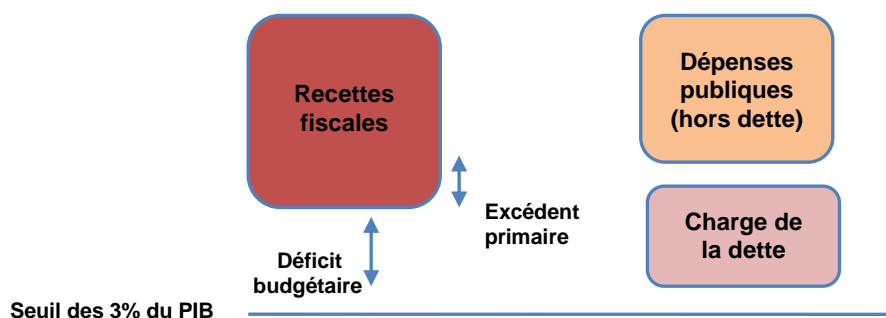 Recettes
fiscales
Dépenses
publiques
(hors dette)
Excédent
primaire
Charge de
la dette
Déficit
budgétaire
Seuil des 3% du PIB